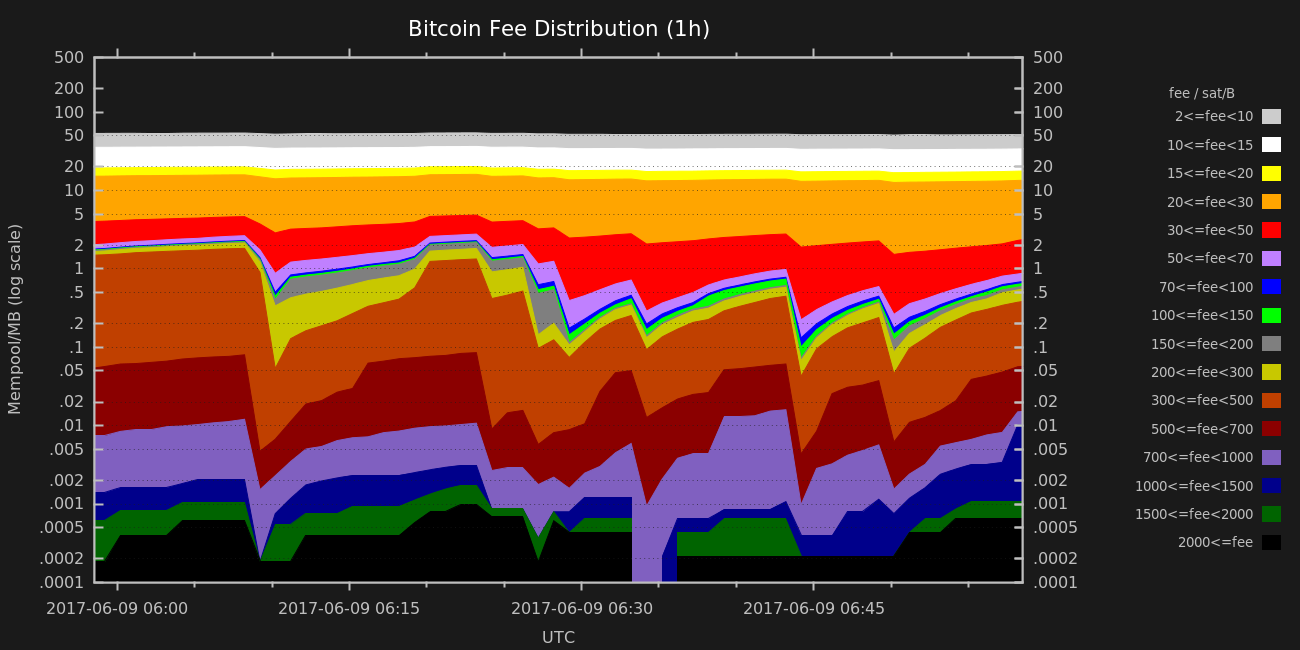 Bitcoin Fee Distribution (1h)
500 500
200 200
100 100
50 50
20 20
10 10
5 5
2 2
1 1
.5 .5
.2 .2
.1 .1
.05 .05
.02 .02
.01 .01
.005 .005
.002 .002
.001 .001
.0005 .0005
.0002 .0002
.0001 .0001
Mempool/MB (log scale)
2017-06-09 06:00 2017-06-09 06:15 2017-06-09 06:30 2017-06-09 06:45
UTC
fee / sat/B
2<=fee<10
10<=fee<15
15<=fee<20
20<=fee<30
30<=fee<50
50<=fee<70
70<=fee<100
100<=fee<150
150<=fee<200
200<=fee<300
300<=fee<500
500<=fee<700
700<=fee<1000
1000<=fee<1500
1500<=fee<2000
2000<=fee